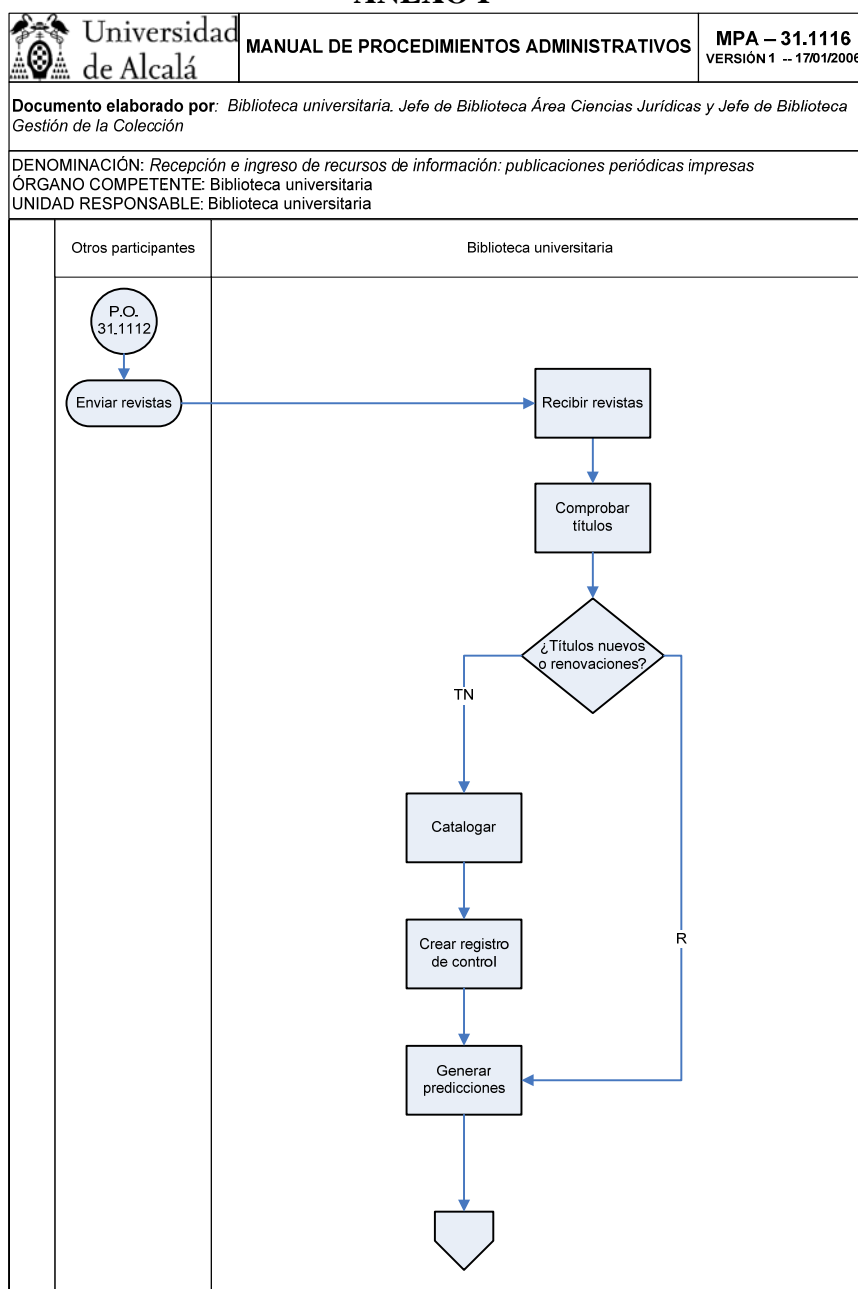 ANEXO I
Universidad
de Alcalá
MANUAL DE PROCEDIMIENTOS ADMINISTRATIVOS
MPA – 31.1116
VERSIÓN 1 -- 17/01/2006
Documento elaborado por: Biblioteca universitaria. Jefe de Biblioteca Área Ciencias Jurídicas y Jefe de Biblioteca
Gestión de la Colección
DENOMINACIÓN: Recepción e ingreso de recursos de información: publicaciones periódicas impresas
ÓRGANO COMPETENTE: Biblioteca universitaria
UNIDAD RESPONSABLE: Biblioteca universitaria
Otros participantes
Biblioteca universitaria
P.O.
31.1112
Enviar revistas
Recibir revistas
Comprobar
títulos
¿Títulos nuevos
o renovaciones?
TN
Catalogar
Crear registro
de control
R
Generar
predicciones